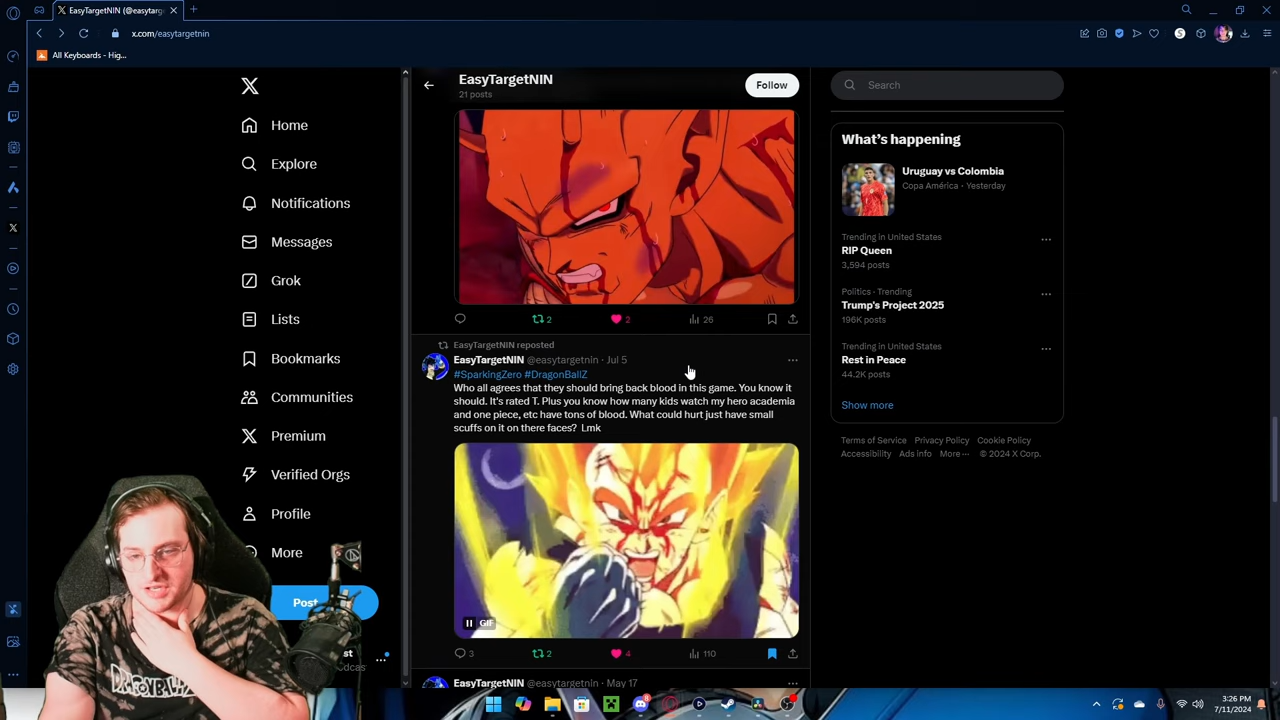 EasyTargetNIN (@easytarge
x.com/easytargetnin
All Keyboards - Hig...
Home
Explore
Notifications
Messages
Grok
Lists
Bookmarks
Communities
Premium
Verified Orgs
Profile
More
Post
st
EasyTargetNIN
21 posts
Follow
2
2
26
EasyTargetNIN reposted
EasyTargetNIN @easytargetnin · Jul 5
#SparkingZero #DragonBallZ
Who all agrees that they should bring back blood in this game. You know it
should. It's rated T. Plus you know how many kids watch my hero academia
and one piece, etc have tons of blood. What could hurt just have small
scuffs on it on there faces? Lmk
GIF
3
2
4
110
EasyTargetNIN @easytargetnin · May 17
Search
What's happening
Uruguay vs Colombia
Copa América · Yesterday
Trending in United States
RIP Queen
3,594 posts
Politics · Trending
Trump's Project 2025
196K posts
Trending in United States
Rest in Peace
44.2K posts
Show more
Terms of Service Privacy Policy Cookie Policy
Accessibility Ads info More ··· © 2024 X Corp.
3:26 PM
7/11/2024